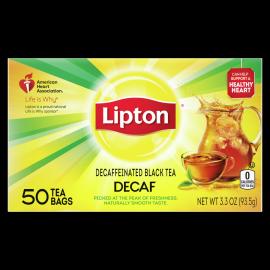 American
Heart
Association®
Life is Why®
Lipton is a proud national
Life is Why sponsor*
CAN HELP
SUPPORT A
HEALTHY
HEART
Lipton®
DECAFFEINATED BLACK TEA
DECAF
PICKED AT THE PEAK OF FRESHNESS.
NATURALLY SMOOTH TASTE.
50 TEA
BAGS
0
CALORIES
NET WT 3.3 OZ (93.5g)